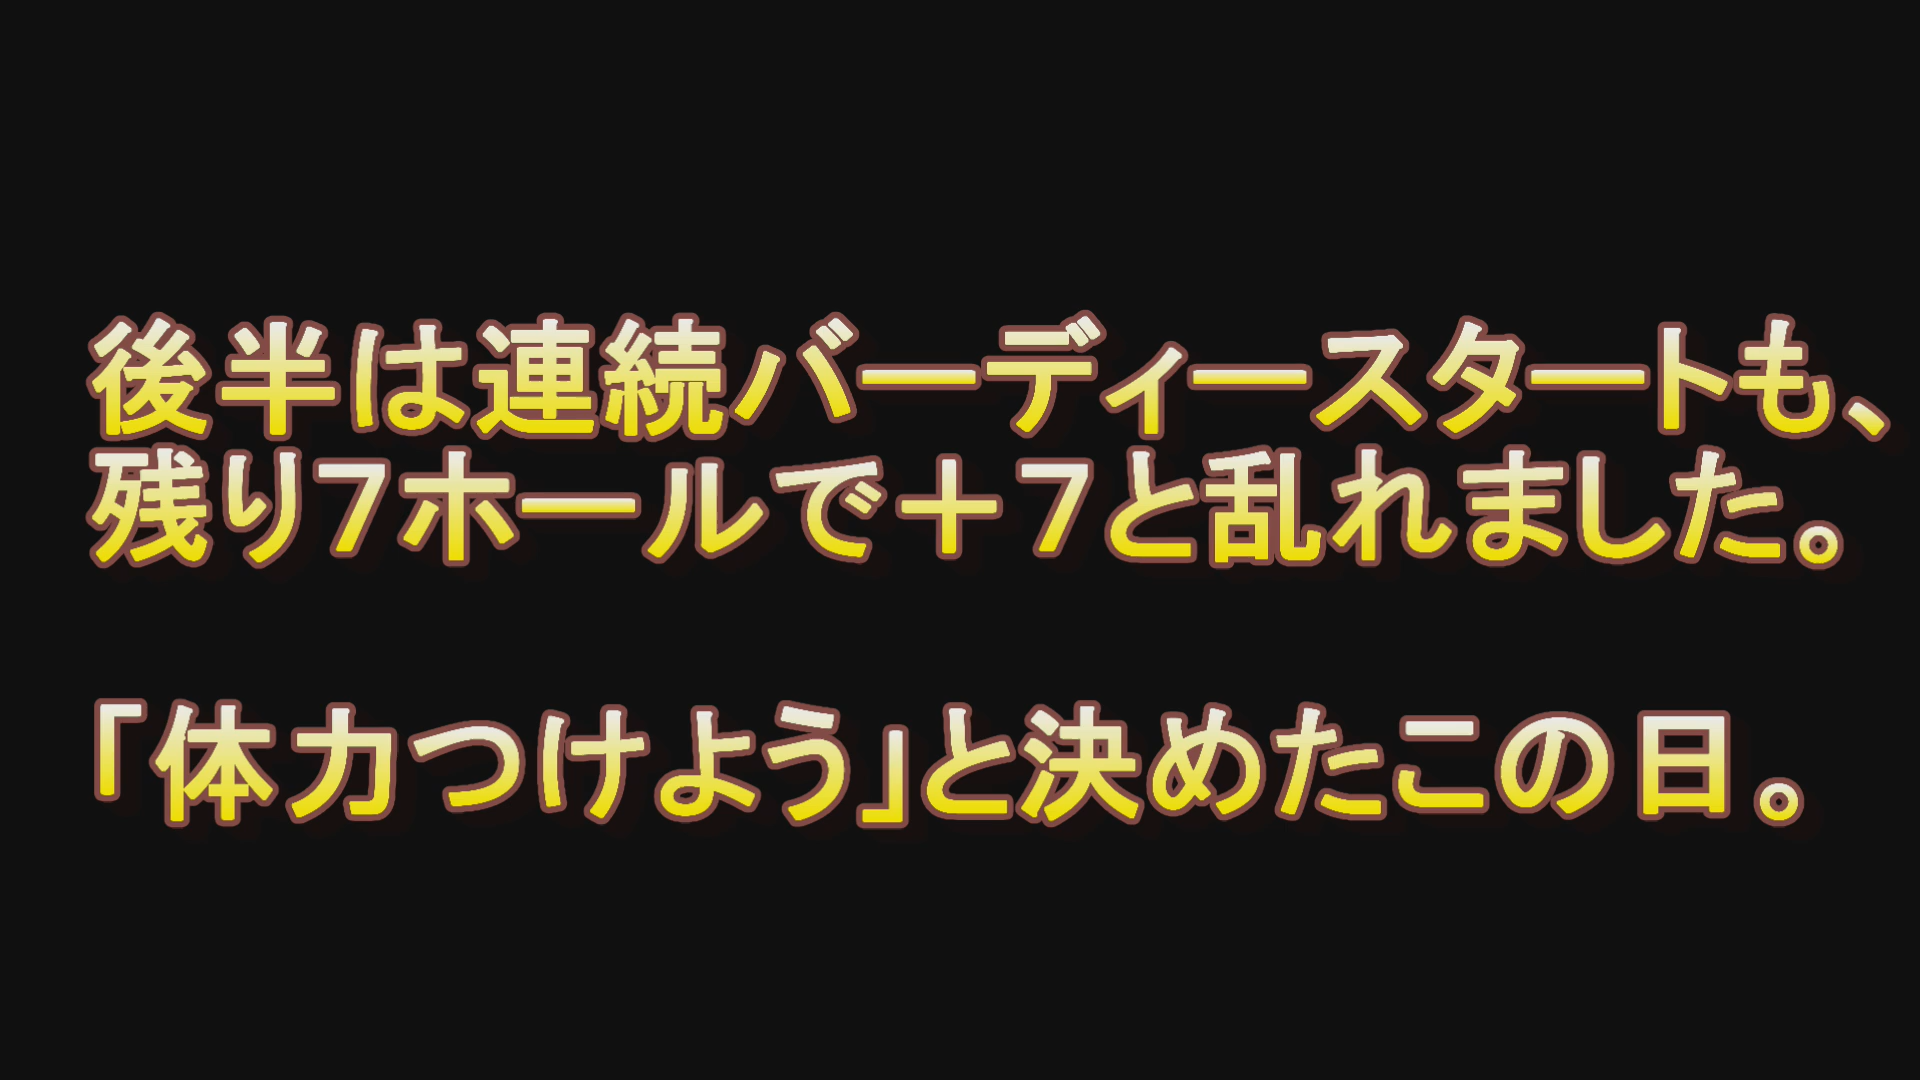 後半は連続バーディースタートも、
残り7ホールで＋7と乱れました。
「体力つけよう」と決めたこの日。